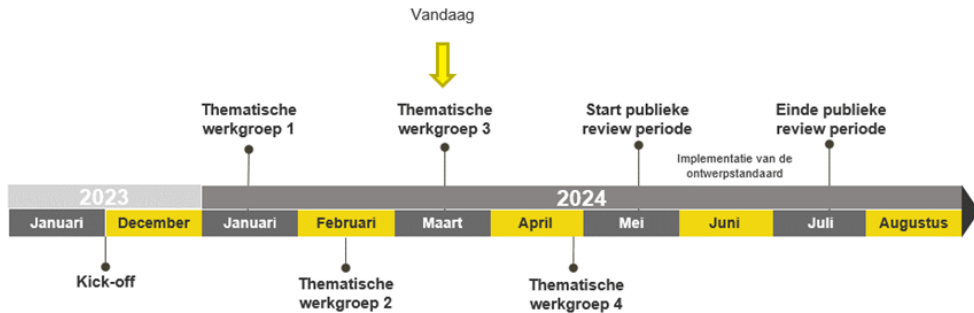 Vandaag
Thematische
werkgroep 1
Thematische
werkgroep 3
Start publieke
review periode
Einde publieke
review periode
Implementatie van de
ontwerpstandaard
2023
2024
Januari
December
Januari
Februari
Maart
April
Mei
Juni
Juli
Augustus
Kick-off
Thematische
werkgroep 2
Thematische
werkgroep 4